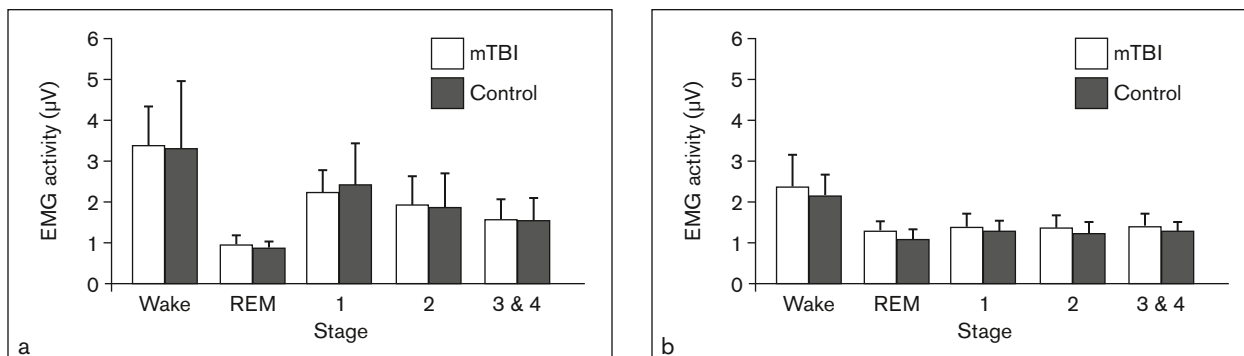 6
5
4
3
2
1
0
EMG activity (µV)
mTBI
Control
Wake REM 1 2 3 & 4
Stage
a
6
5
4
3
2
1
0
EMG activity (µV)
mTBI
Control
Wake REM 1 2 3 & 4
Stage
b